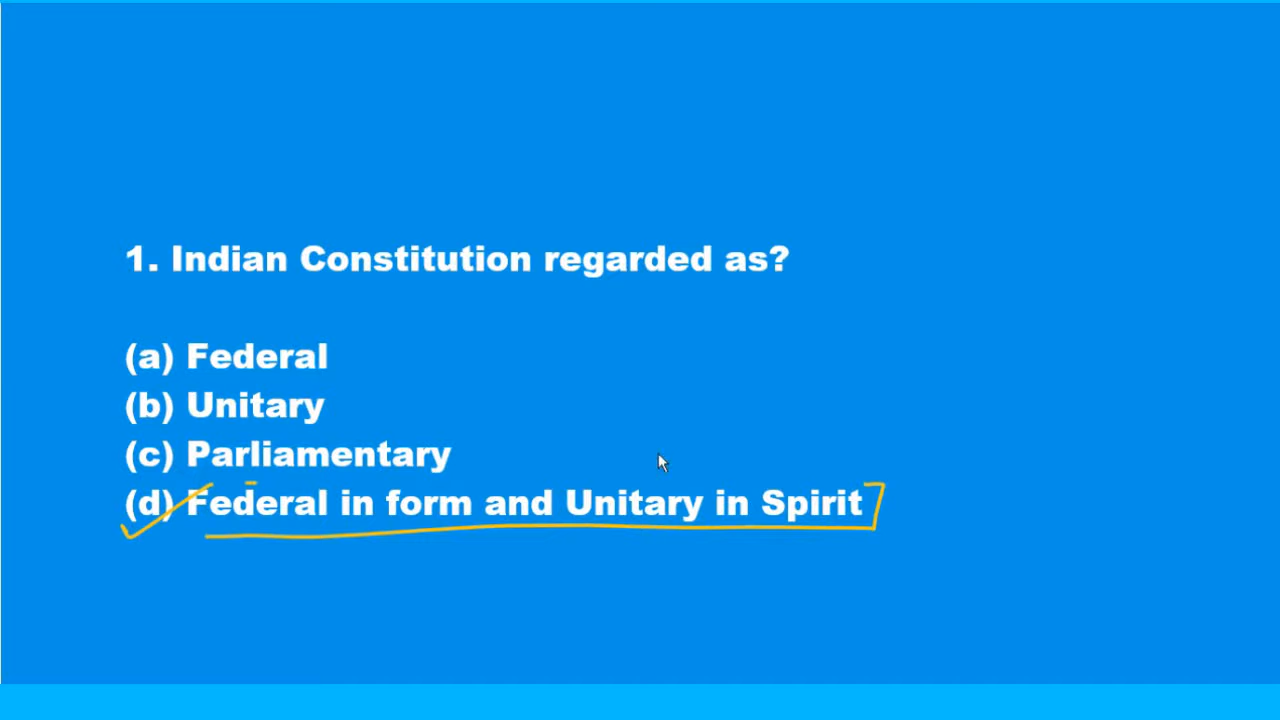 1. Indian Constitution regarded as?
(a) Federal
(b) Unitary
(c) Parliamentary
(d) Federal in form and Unitary in Spirit